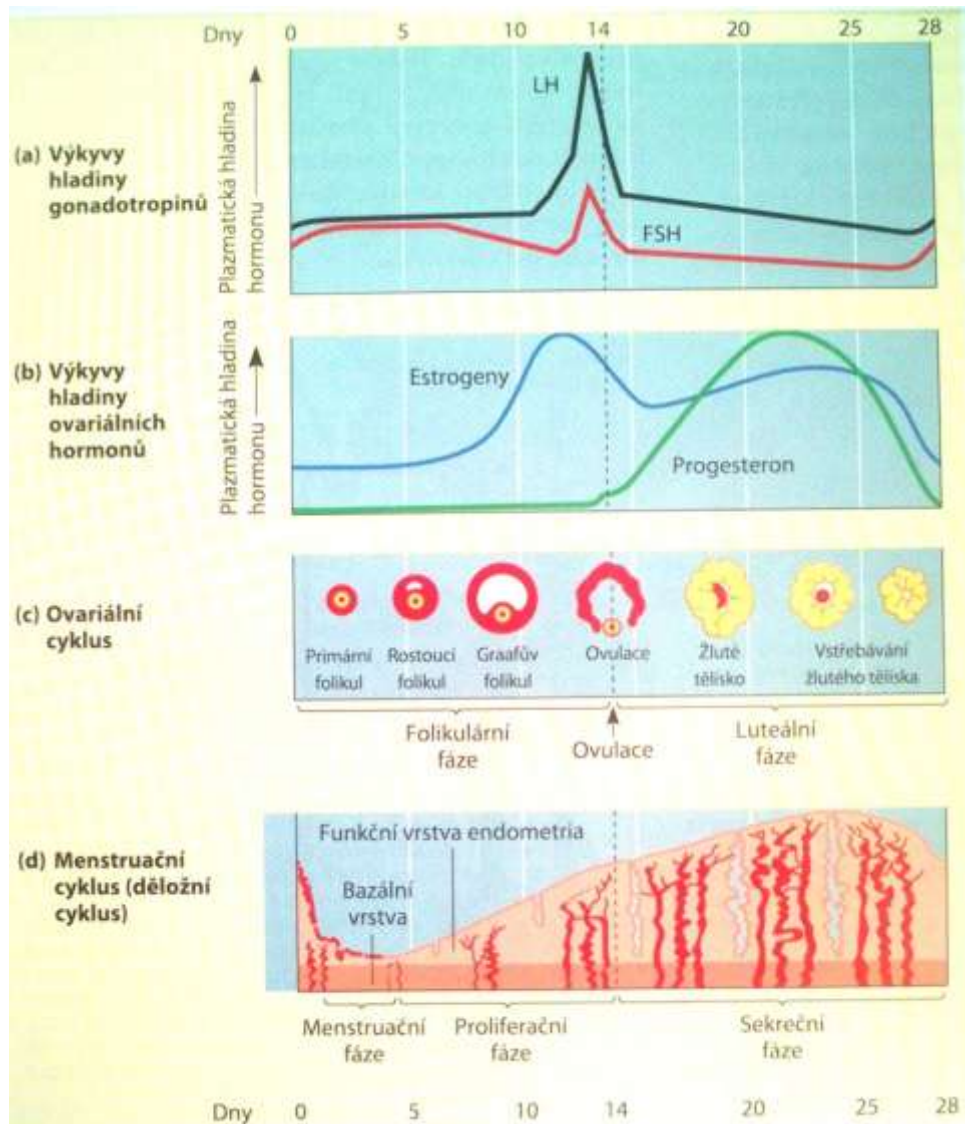 Dny 0 5 10 14 20 25 28
(a) Výkyvy
hladiny
gonadotropinů
Plazmatická hladina
hormonu
LH
FSH
(b) Výkyvy
hladiny
ovariálních
hormonů
Plazmatická hladina
hormonu
Estrogeny
Progesteron
(c) Ovariální
cyklus
Primární
folikul
Rostoucí
folikul
Graafův
folikul
Ovulace
Žluté
tělísko
Vstřebávání
žlutého tělíska
Folikulární
fáze
Ovulace
Luteální
fáze
(d) Menstruační
cyklus (děložní
cyklus)
Funkční vrstva endometria
Bazální
vrstva
Menstruační
fáze
Proliferační
fáze
Sekreční
fáze
Dny 0 5 10 14 20 25 28